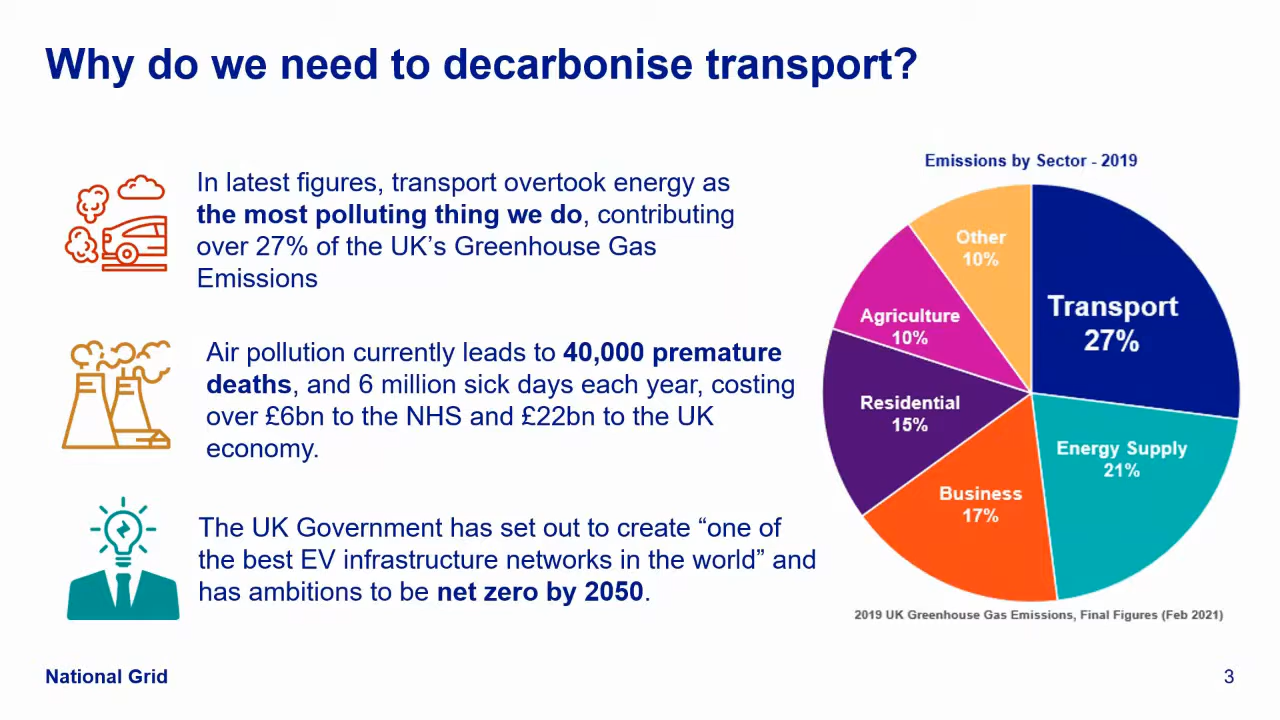 Why do we need to decarbonise transport?
In latest figures, transport overtook energy as
the most polluting thing we do, contributing
over 27% of the UK’s Greenhouse Gas
Emissions
Air pollution currently leads to 40,000 premature
deaths, and 6 million sick days each year, costing
over £6bn to the NHS and £22bn to the UK
economy.
The UK Government has set out to create “one of
the best EV infrastructure networks in the world” and
has ambitions to be net zero by 2050.
Emissions by Sector - 2019
Other
10%
Transport
27%
Agriculture
10%
Residential
15%
Energy Supply
21%
Business
17%
2019 UK Greenhouse Gas Emissions, Final Figures (Feb 2021)
National Grid
3